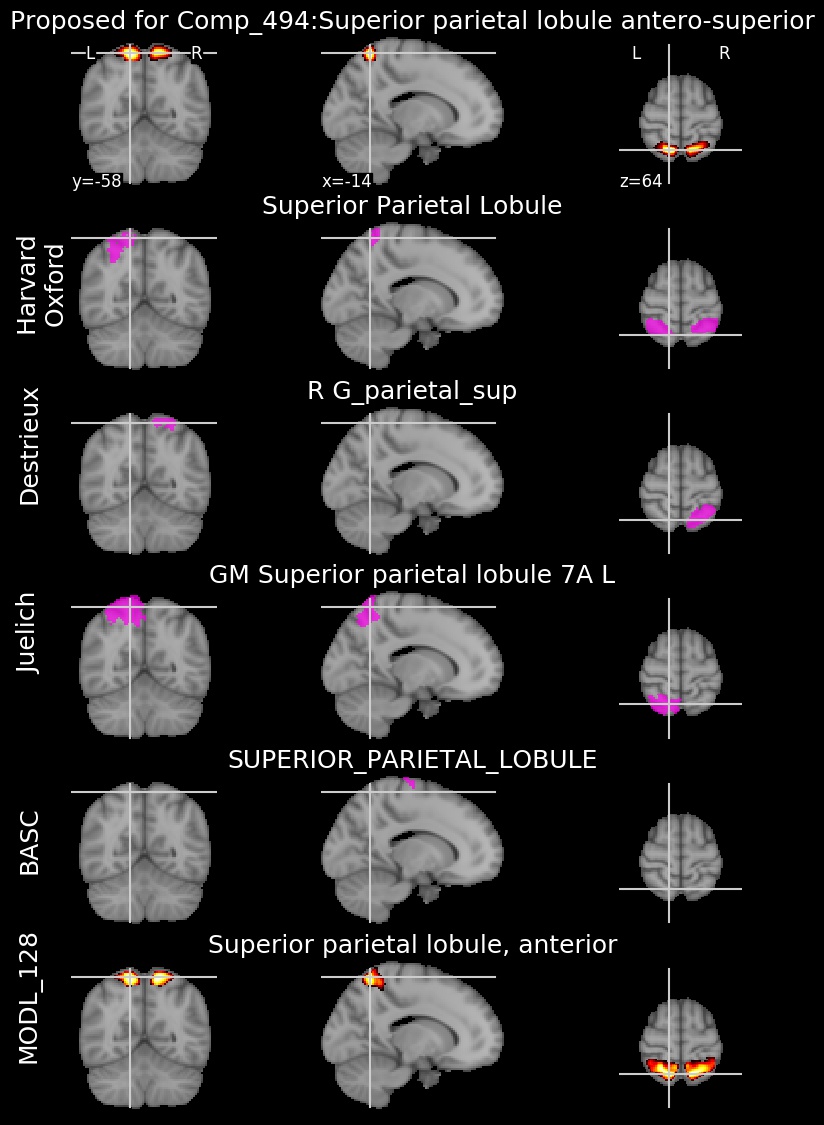 Proposed for Comp_494:Superior parietal lobule antero-superior
L R L R
y=-58 x=-14 z=64
Superior Parietal Lobule
Harvard
Oxford
R G_parietal_sup
Destrieux
GM Superior parietal lobule 7A L
Juelich
SUPERIOR_PARIETAL_LOBULE
BASC
Superior parietal lobule, anterior
MODL_128